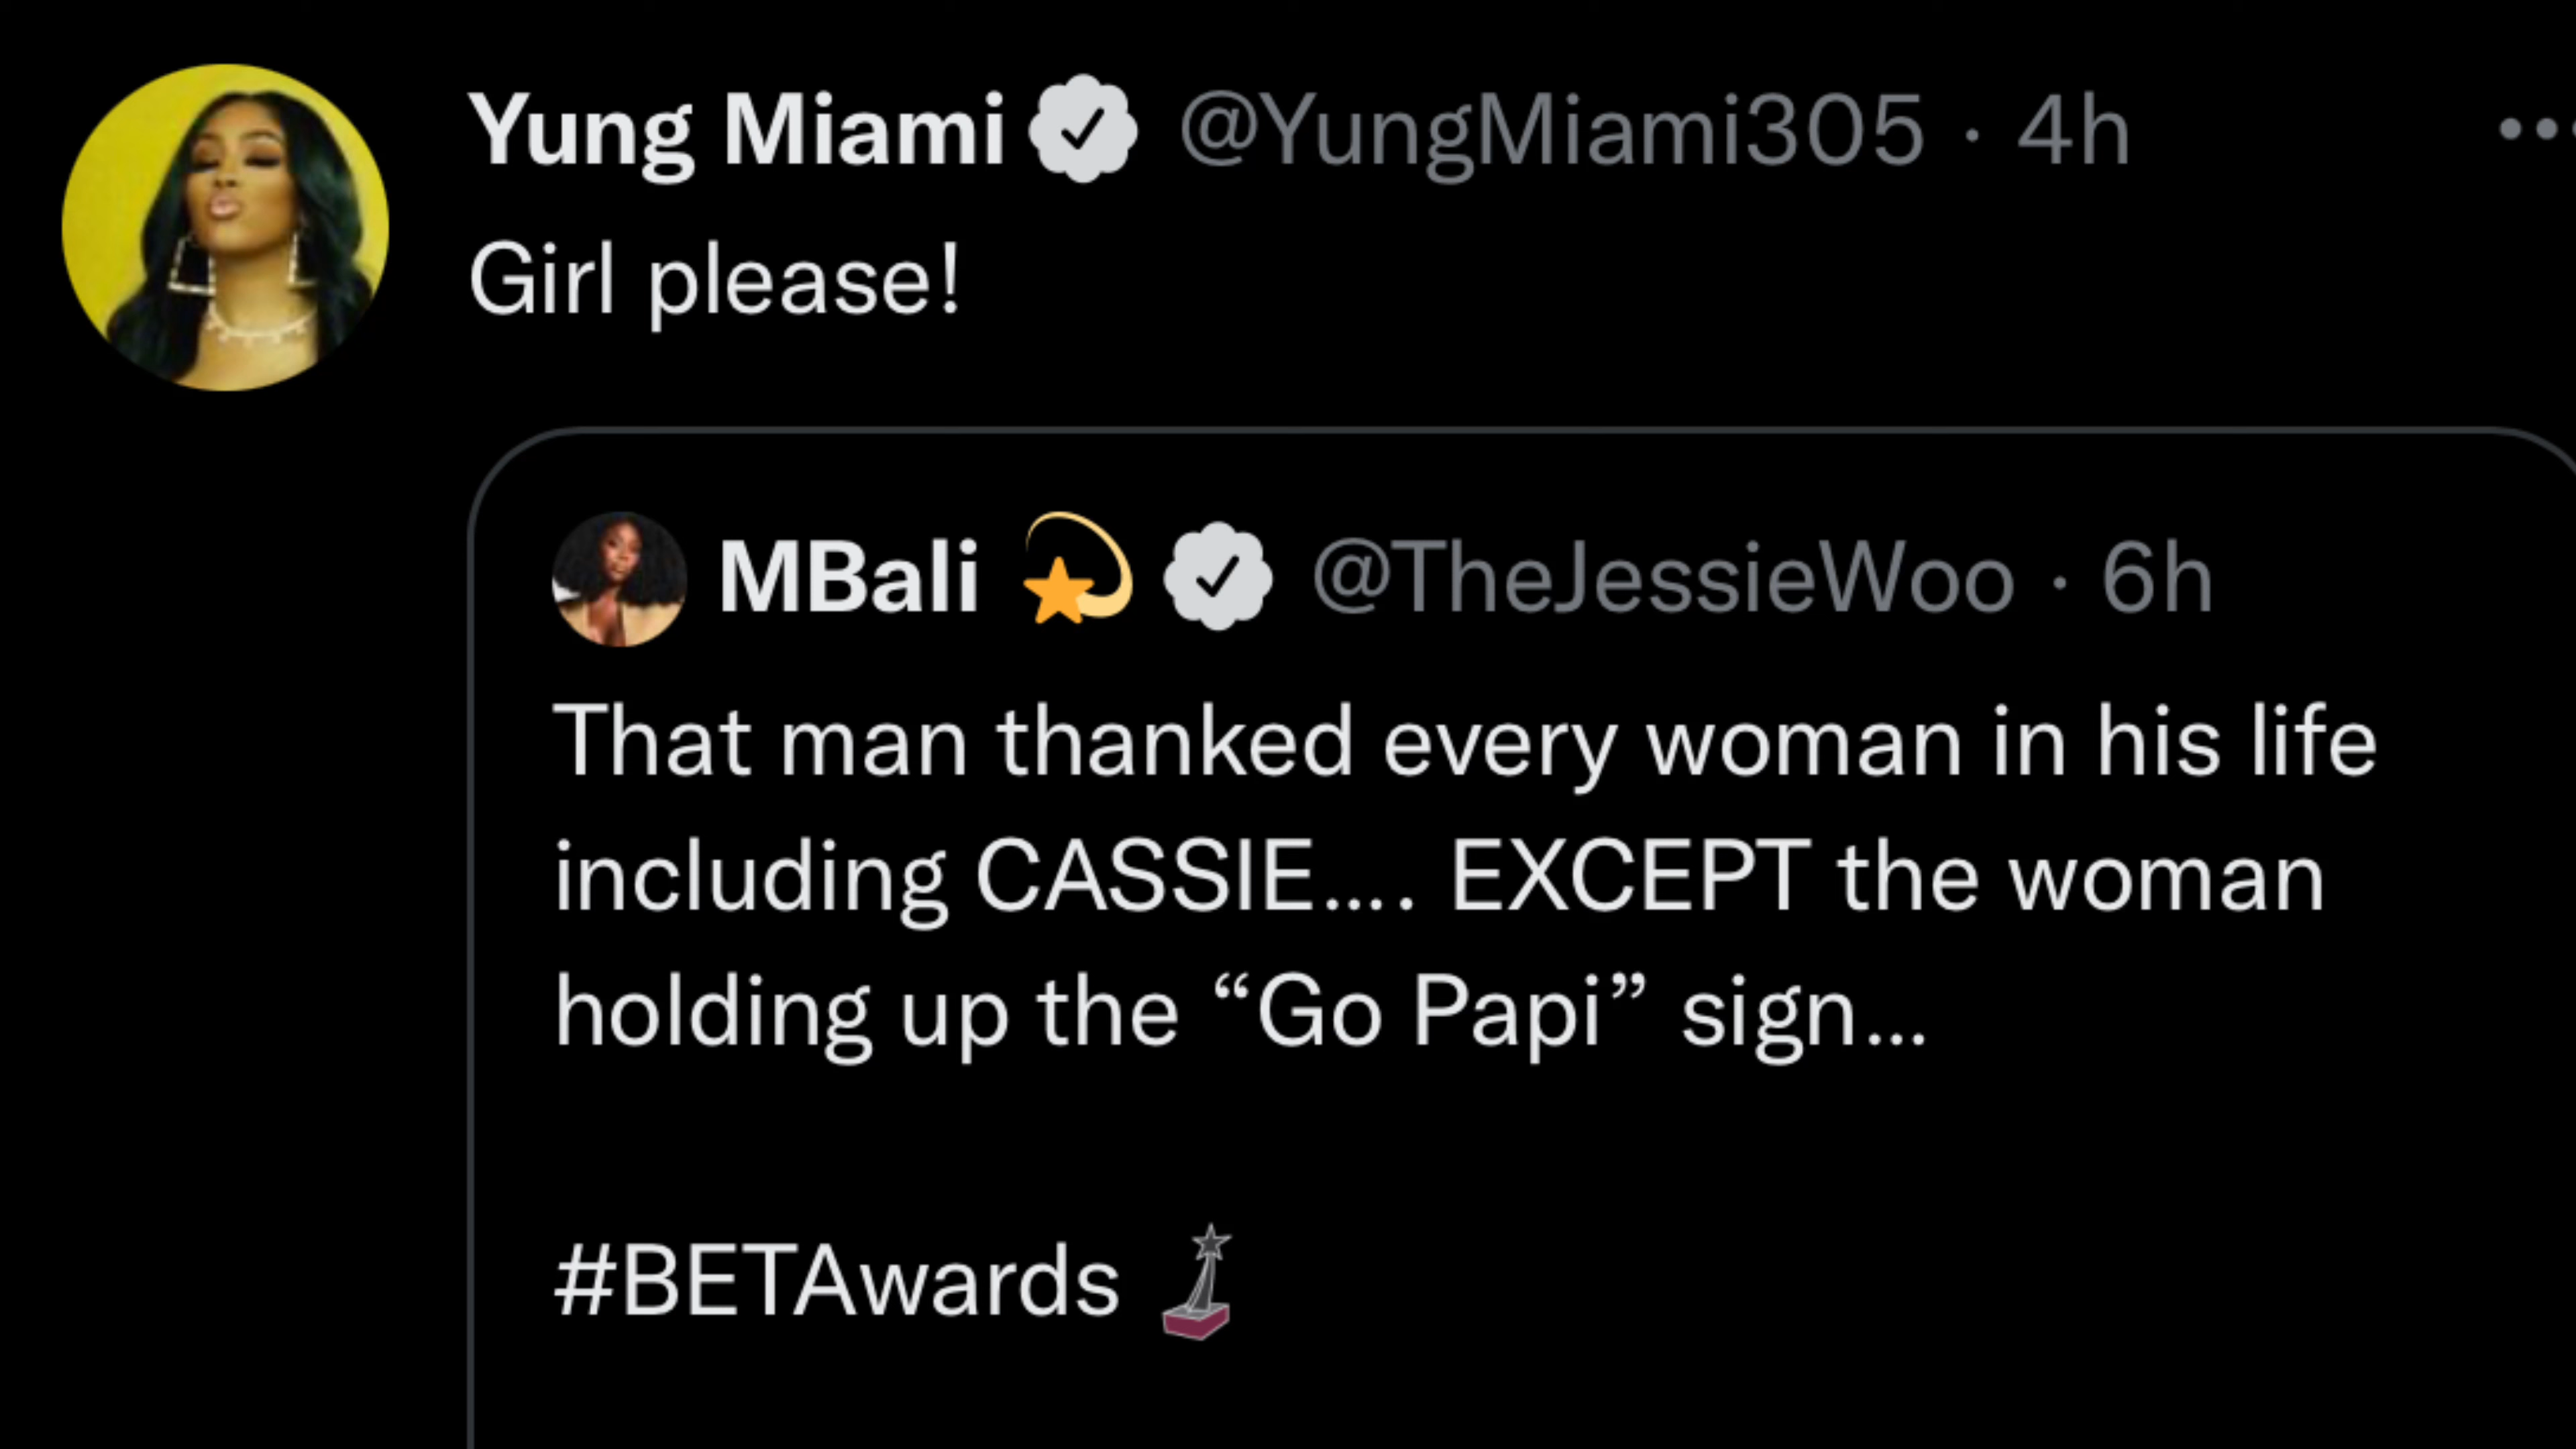 Yung Miami @YungMiami305 · 4h
Girl please!
MBali 💫 @TheJessieWoo · 6h
That man thanked every woman in his life
including CASSIE.... EXCEPT the woman
holding up the “Go Papi” sign...
#BETAwards